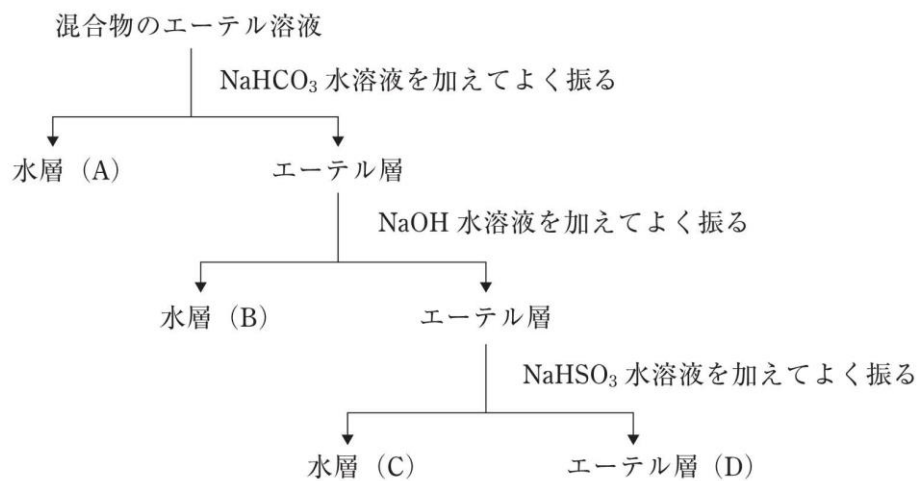 混合物のエーテル溶液
NaHCO₃ 水溶液を加えてよく振る
水層（A）
エーテル層
NaOH 水溶液を加えてよく振る
水層（B）
エーテル層
NaHSO₃ 水溶液を加えてよく振る
水層（C）
エーテル層（D）